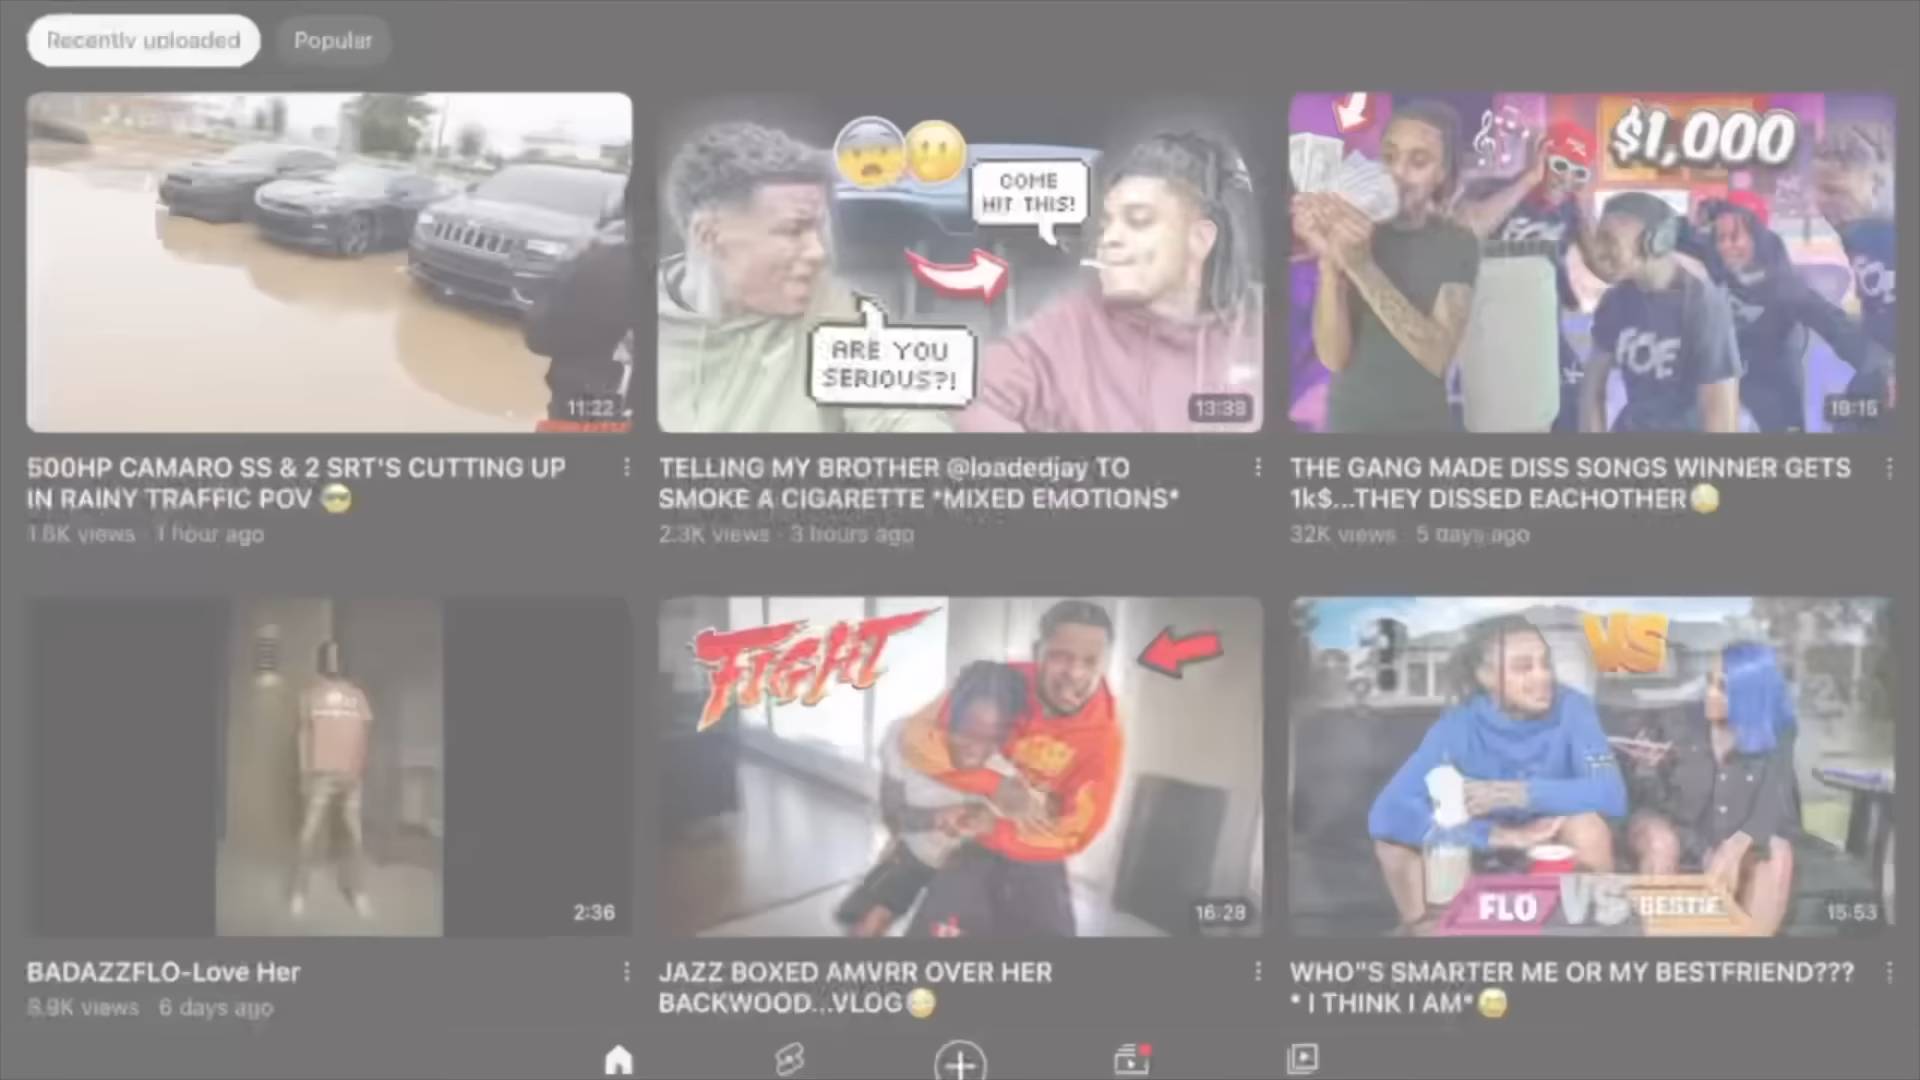 Recently uploaded
Popular
COME
HIT THIS!
ARE YOU
SERIOUS?!
$1,000
FOE
11:22
13:39
19:15
500HP CAMARO SS & 2 SRT'S CUTTING UP
IN RAINY TRAFFIC POV
1.8K views · 1 hour ago
TELLING MY BROTHER @loadedjay TO
SMOKE A CIGARETTE *MIXED EMOTIONS*
2.3K views · 3 hours ago
THE GANG MADE DISS SONGS WINNER GETS
1k$...THEY DISSED EACHOTHER
32K views · 5 days ago
FIGHT
VS
FLO VS BESTIE
2:36
16:28
15:53
BADAZZFLO-Love Her
8.9K views · 6 days ago
JAZZ BOXED AMVRR OVER HER
BACKWOOD...VLOG
WHO"S SMARTER ME OR MY BESTFRIEND???
* I THINK I AM*